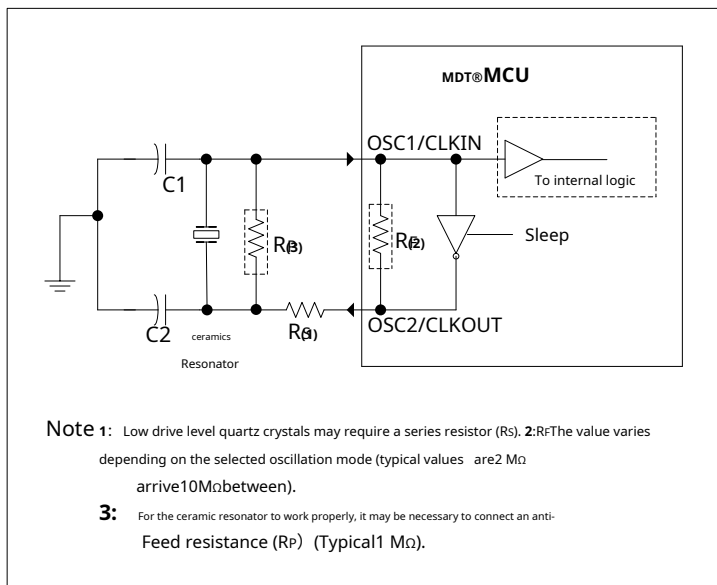 MDT®MCU
OSC1/CLKIN
To internal logic
C1
RP(3)
RF(2)
Sleep
C2
ceramics
Resonator
RS(1)
OSC2/CLKOUT
Note 1: Low drive level quartz crystals may require a series resistor (RS). 2:RFThe value varies
depending on the selected oscillation mode (typical values are2 MΩ
arrive10MΩbetween).
3: For the ceramic resonator to work properly, it may be necessary to connect an anti-
Feed resistance (RP) (Typical1 MΩ).